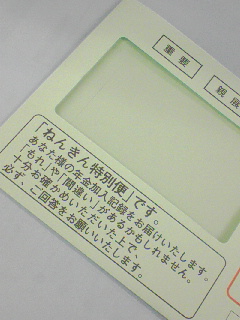 重要
親展
「ねんきん特別便」です。
あなた様の年金加入記録をお届けいたします。
「もれ」や「間違い」があるかもしれません。
十分お確かめいただいた上で、
必ず、ご回答をお願いいたします。